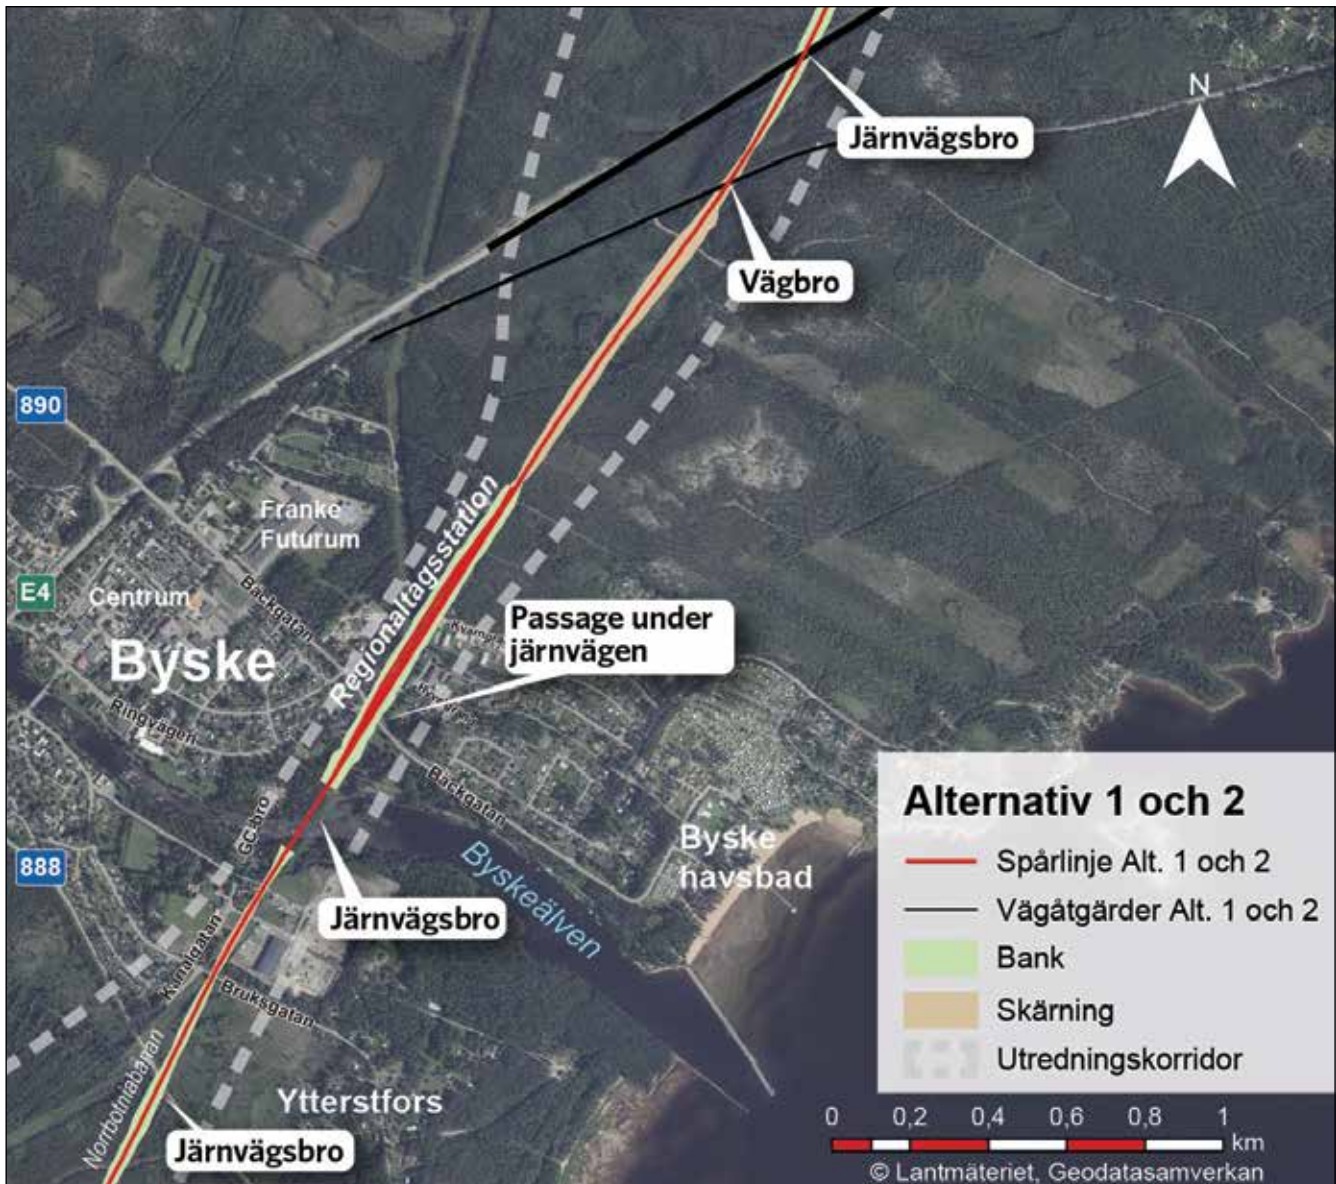 N
Järnvägsbro
Vägbro
890
Franke
Futurum
Regionaltagsstation
E4
Centrum
Backgatan
Byske
Passage under
järnvägen
Ringvägen
Backgatan
GC-bro
888
Byske
havsbad
Byskeälven
Järnvägsbro
Kanalgatan
Bruksgatan
Norrbotniabanan
Ytterstfors
Järnvägsbro
Alternativ 1 och 2
Spårlinje Alt. 1 och 2
Vägåtgärder Alt. 1 och 2
Bank
Skärning
Utredningskorridor
0 0,2 0,4 0,6 0,8 1
km
© Lantmäteriet, Geodatasamverkan